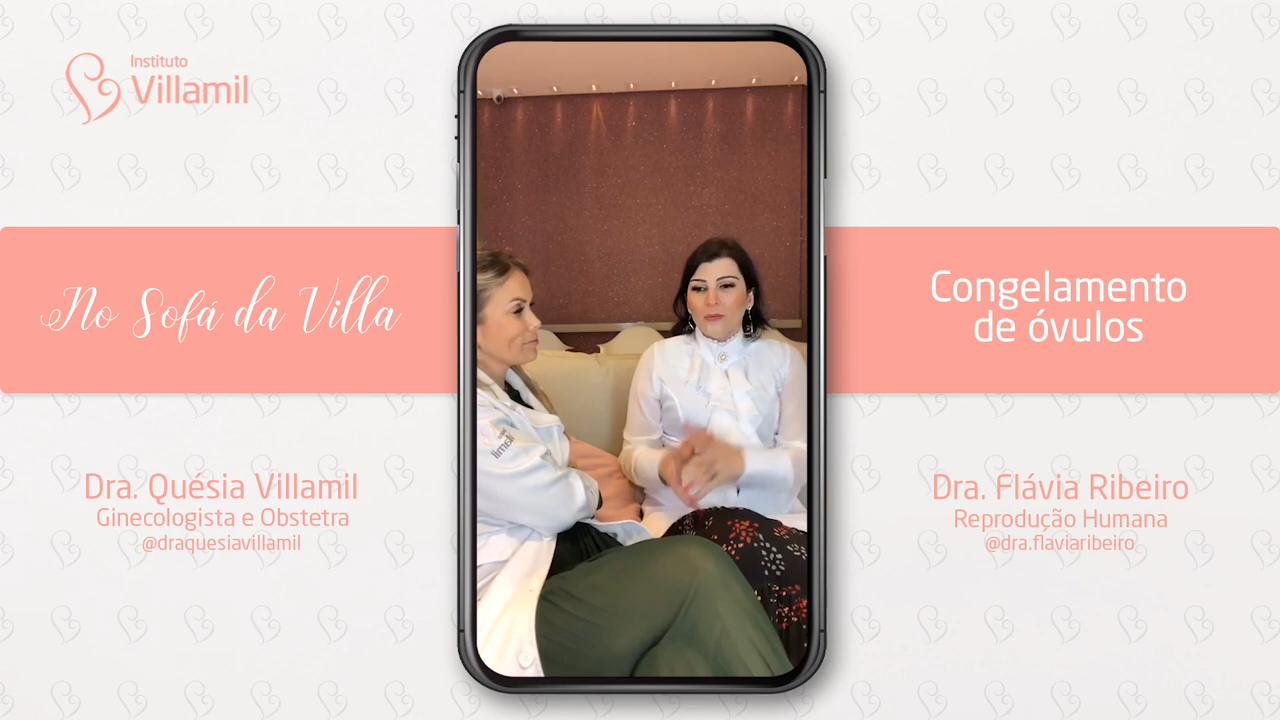 Instituto
Villamil
No Sofá da Villa
Congelamento
de óvulos
Dra. Quésia Villamil
Ginecologista e Obstetra
@draquesiavillamil
Dra. Flávia Ribeiro
Reprodução Humana
@dra.flaviaribeiro